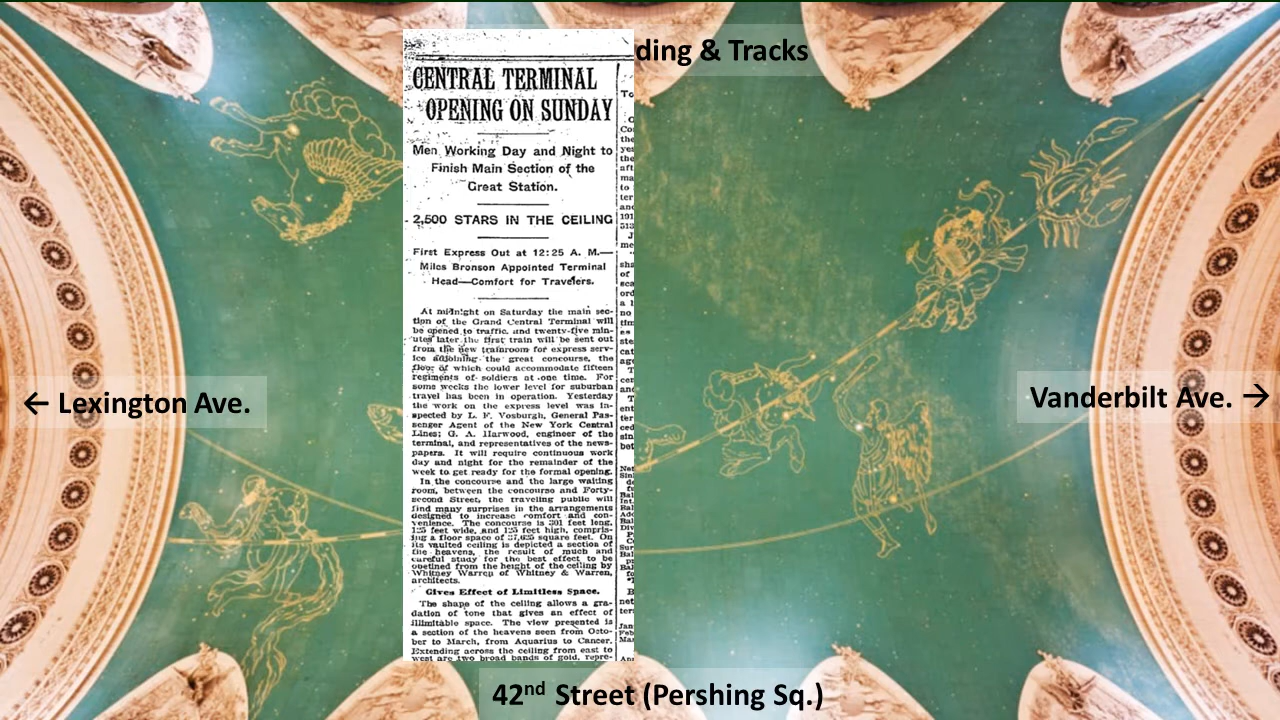 ding & Tracks
CENTRAL TERMINAL
OPENING ON SUNDAY
Men Working Day and Night to
Finish Main Section of the
Great Station.
2,500 STARS IN THE CEILING
First Express Out at 12:25 A. M.—
Miles Bronson Appointed Terminal
Head—Comfort for Travelers.
At midnight on Saturday the main sec-
tion of the Grand Central Terminal will
be opened to traffic, and twenty-five min-
utes later the first train will be sent out
from the new trainroom for express serv-
ice adjoining the great concourse, the
floor of which could accommodate fifteen
regiments of soldiers at one time. For
some weeks the lower level for suburban
travel has been in operation. Yesterday
the work on the express level was in-
spected by L. F. Vosburgh, General Pas-
senger Agent of the New York Central
Lines; G. A. Harwood, engineer of the
terminal, and representatives of the news-
papers. It will require continuous work
day and night for the remainder of the
week to get ready for the formal opening.
In the concourse and the large waiting
room, between the concourse and Forty-
second Street, the traveling public will
find many surprises in the arrangements
designed to increase comfort and con-
venience. The concourse is 301 feet long,
125 feet wide, and 125 feet high, compris-
ing a floor space of 37,625 square feet. On
its vaulted ceiling is depicted a section of
the heavens, the result of much and
careful study for the best effect to be
obtained from the height of the ceiling by
Whitney Warren of Whitney & Warren,
architects.
Gives Effect of Limitless Space.
The shape of the ceiling allows a gra-
dation of tone that gives an effect of
illimitable space. The view presented is
a section of the heavens seen from Octo-
ber to March, from Aquarius to Cancer.
Extending across the ceiling from east to
west are two broad bands of gold, repre-
← Lexington Ave.
Vanderbilt Ave. →
42nd Street (Pershing Sq.)